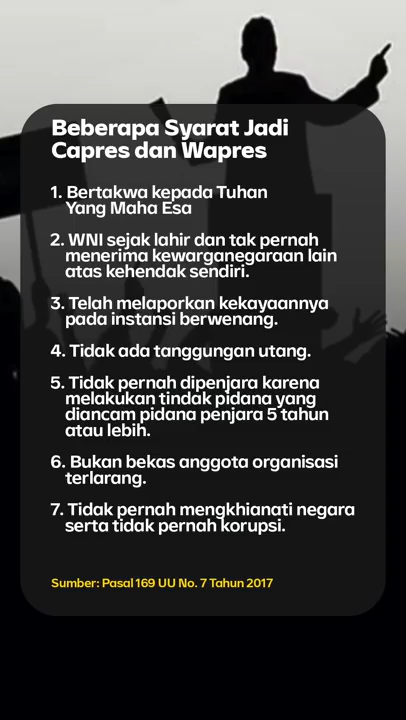 Beberapa Syarat Jadi
Capres dan Wapres
1. Bertakwa kepada Tuhan
Yang Maha Esa
2. WNI sejak lahir dan tak pernah
menerima kewarganegaraan lain
atas kehendak sendiri.
3. Telah melaporkan kekayaannya
pada instansi berwenang.
4. Tidak ada tanggungan utang.
5. Tidak pernah dipenjara karena
melakukan tindak pidana yang
diancam pidana penjara 5 tahun
atau lebih.
6. Bukan bekas anggota organisasi
terlarang.
7. Tidak pernah mengkhianati negara
serta tidak pernah korupsi.
Sumber: Pasal 169 UU No. 7 Tahun 2017